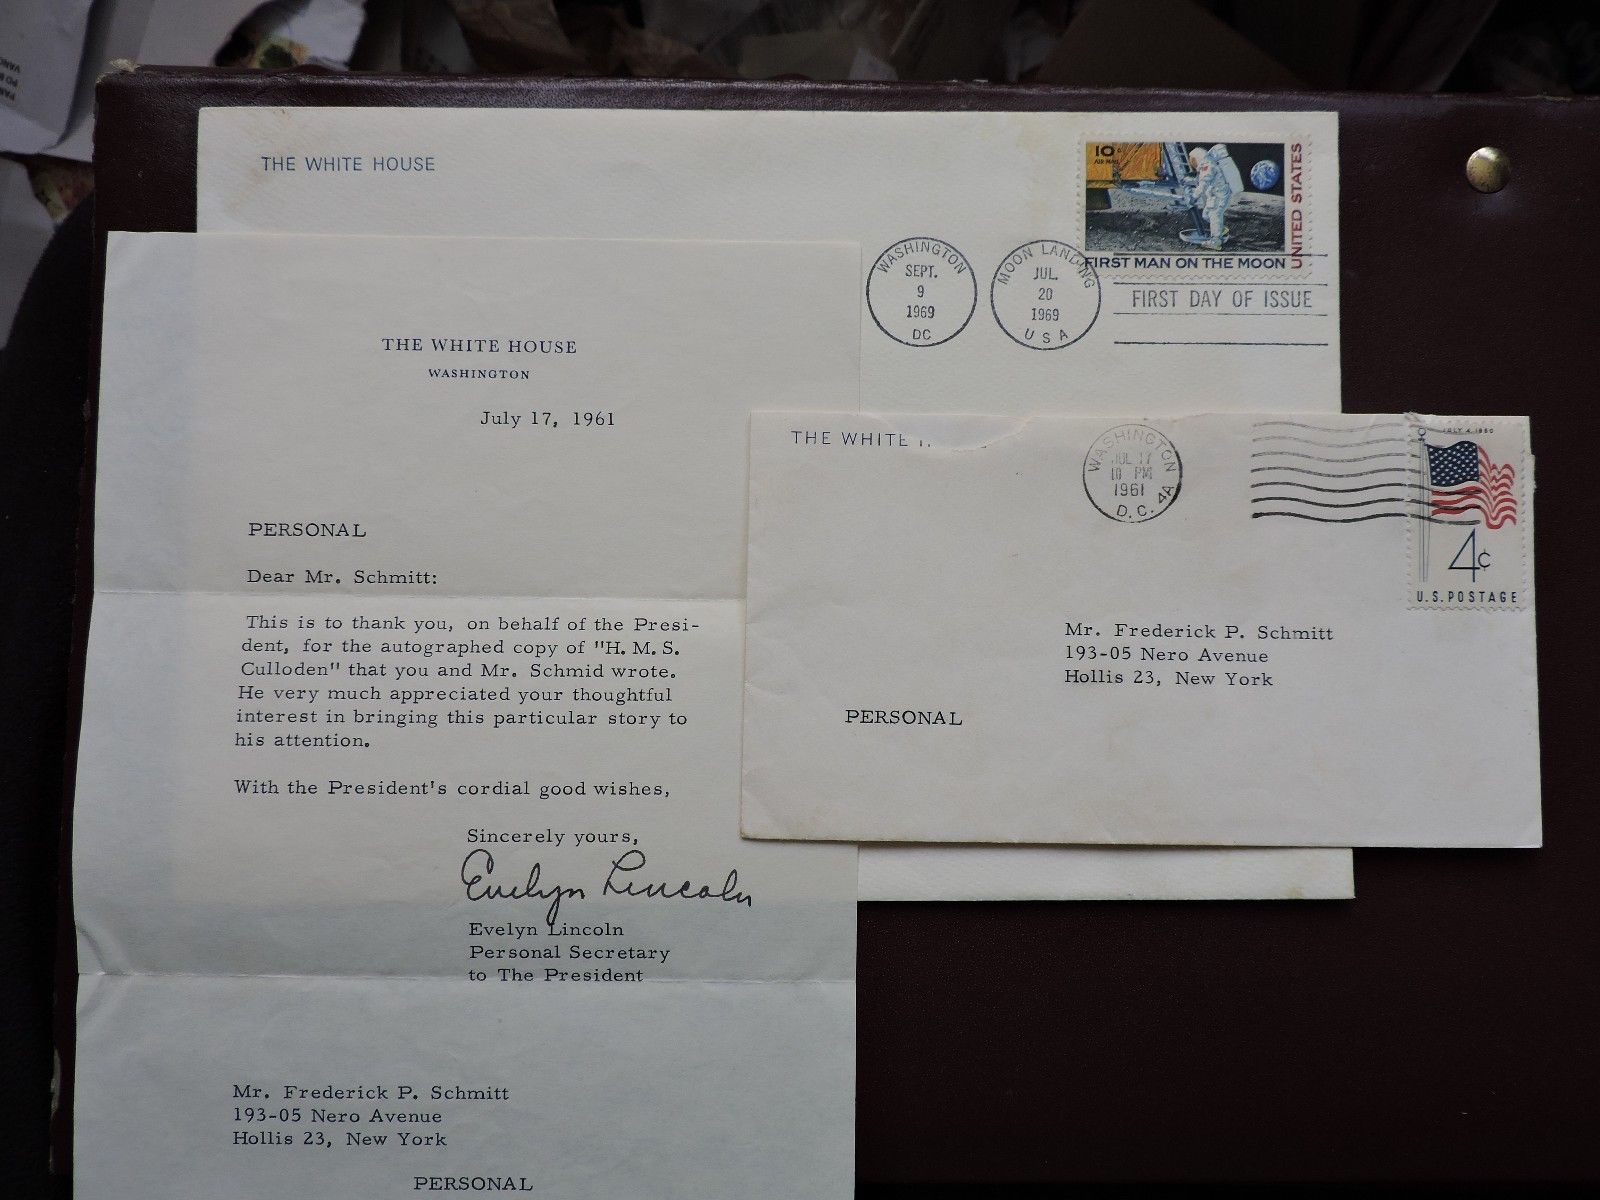 THE WHITE HOUSE
10¢
AIR MAIL
UNITED STATES
FIRST MAN ON THE MOON
WASHINGTON
SEPT.
9
1969
DC
MOON LANDING
JUL.
20
1969
USA
FIRST DAY OF ISSUE
THE WHITE HOUSE
WASHINGTON
July 17, 1961
PERSONAL
Dear Mr. Schmitt:
This is to thank you, on behalf of the Presi-
dent, for the autographed copy of "H. M. S.
Culloden" that you and Mr. Schmid wrote.
He very much appreciated your thoughtful
interest in bringing this particular story to
his attention.
With the President's cordial good wishes,
Sincerely yours,
Evelyn Lincoln
Evelyn Lincoln
Personal Secretary
to The President
Mr. Frederick P. Schmitt
193-05 Nero Avenue
Hollis 23, New York
PERSONAL
THE WHITE
WASHINGTON
JUL 17
10 PM
1961
D.C. 4A
JULY 4, 1960
4¢
U.S. POSTAGE
Mr. Frederick P. Schmitt
193-05 Nero Avenue
Hollis 23, New York
PERSONAL